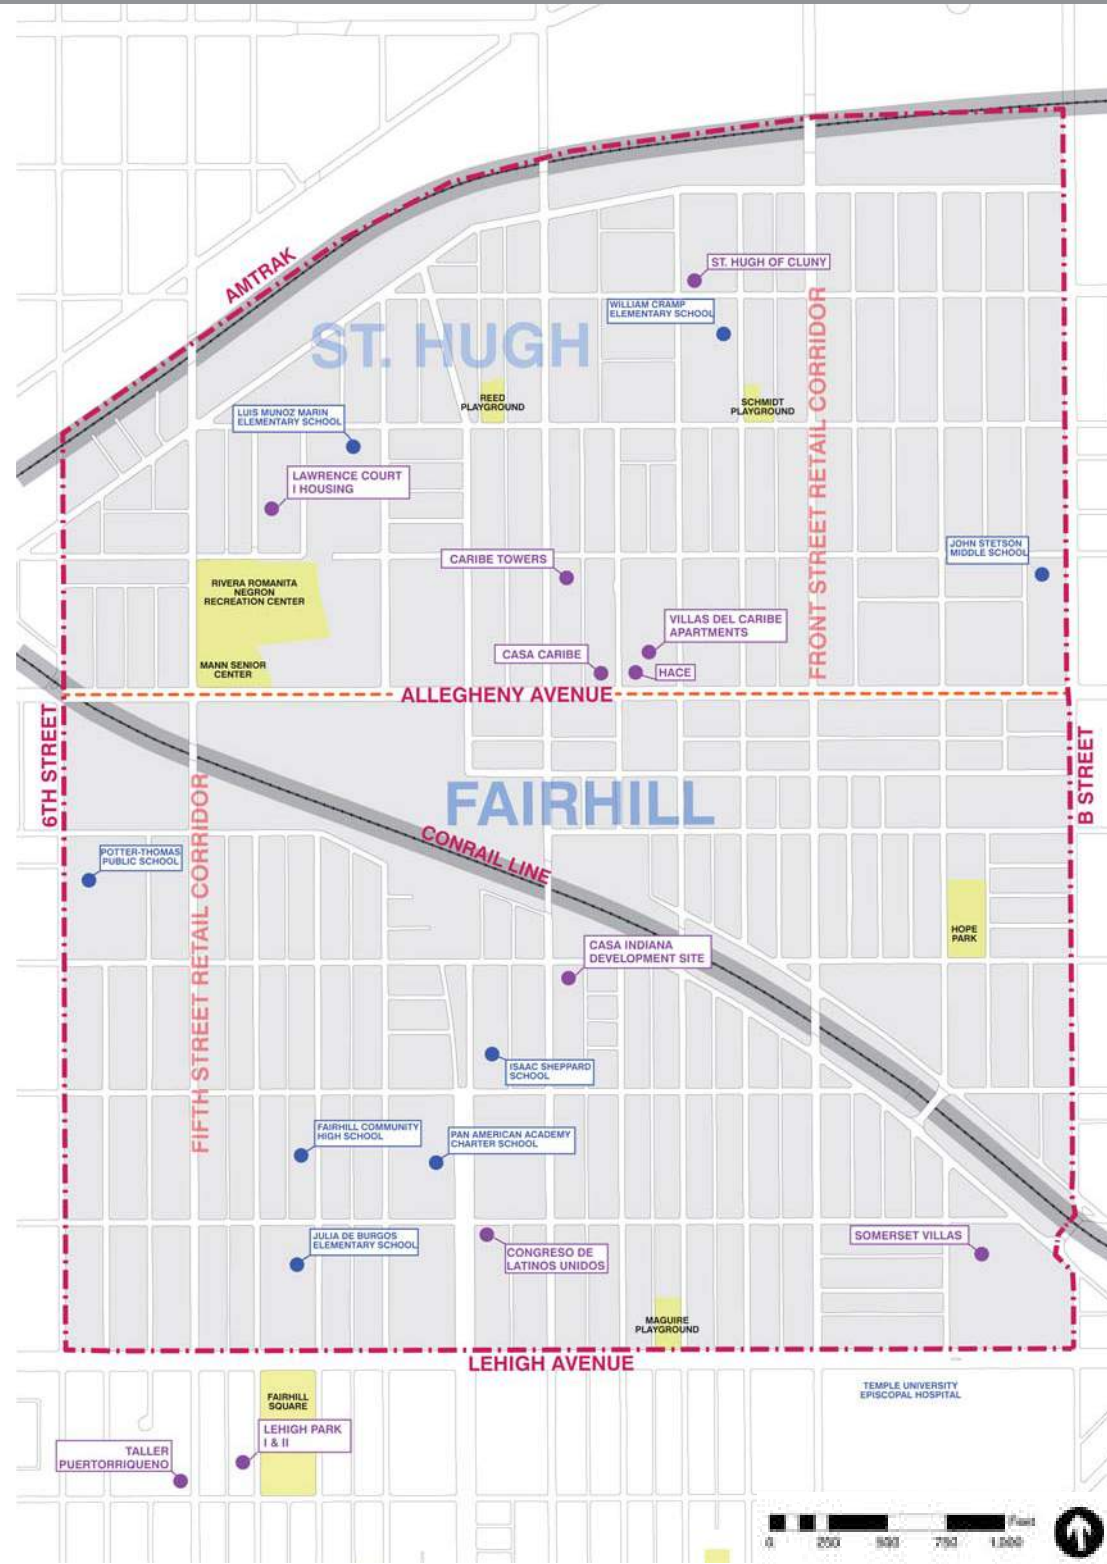 AMTRAK
ST. HUGH OF CLUNY
WILLIAM CRAMP
ELEMENTARY SCHOOL
ST. HUGH
FRONT STREET RETAIL CORRIDOR
REED
PLAYGROUND
SCHMIDT
PLAYGROUND
LUIS MUNOZ MARIN
ELEMENTARY SCHOOL
LAWRENCE COURT
I HOUSING
CARIBE TOWERS
JOHN STETSON
MIDDLE SCHOOL
RIVERA ROMANITA
NEGRON
RECREATION CENTER
VILLAS DEL CARIBE
APARTMENTS
CASA CARIBE
HACE
MANN SENIOR
CENTER
ALLEGHENY AVENUE
6TH STREET
B STREET
FAIRHILL
CONRAIL LINE
FIFTH STREET RETAIL CORRIDOR
POTTER-THOMAS
PUBLIC SCHOOL
HOPE
PARK
CASA INDIANA
DEVELOPMENT SITE
ISAAC SHEPPARD
SCHOOL
FAIRHILL COMMUNITY
HIGH SCHOOL
PAN AMERICAN ACADEMY
CHARTER SCHOOL
JULIA DE BURGOS
ELEMENTARY SCHOOL
CONGRESO DE
LATINOS UNIDOS
SOMERSET VILLAS
MAGUIRE
PLAYGROUND
LEHIGH AVENUE
FAIRHILL
SQUARE
TEMPLE UNIVERSITY
EPISCOPAL HOSPITAL
LEHIGH PARK
I & II
TALLER
PUERTORRIQUENO
Feet
0 250 500 750 1,000